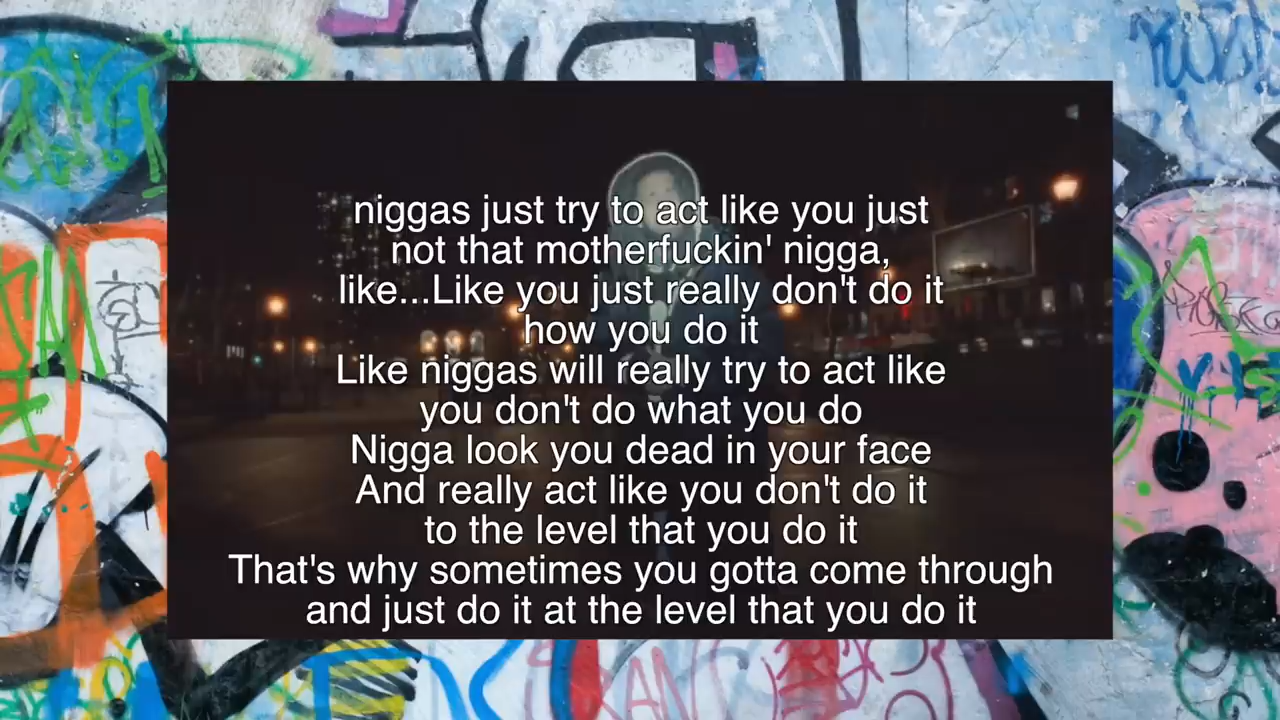 niggas just try to act like you just
not that motherfuckin' nigga,
like...Like you just really don't do it
how you do it
Like niggas will really try to act like
you don't do what you do
Nigga look you dead in your face
And really act like you don't do it
to the level that you do it
That's why sometimes you gotta come through
and just do it at the level that you do it